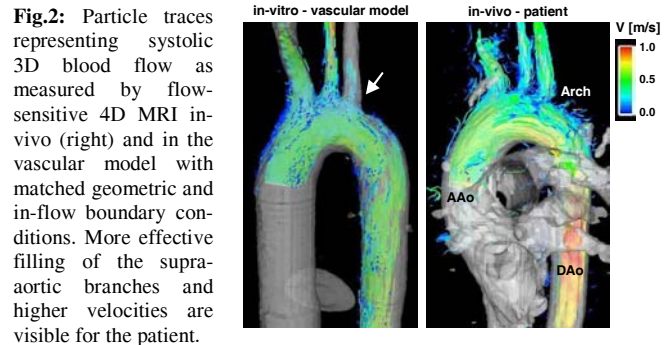 Fig.2: Particle traces
representing systolic
3D blood flow as
measured by flow-
sensitive 4D MRI in-
vivo (right) and in the
vascular model with
matched geometric and
in-flow boundary con-
ditions. More effective
filling of the supra-
aortic branches and
higher velocities are
visible for the patient.
in-vitro - vascular model
in-vivo - patient
V [m/s]
1.0
0.0
Arch
AAo
DAo